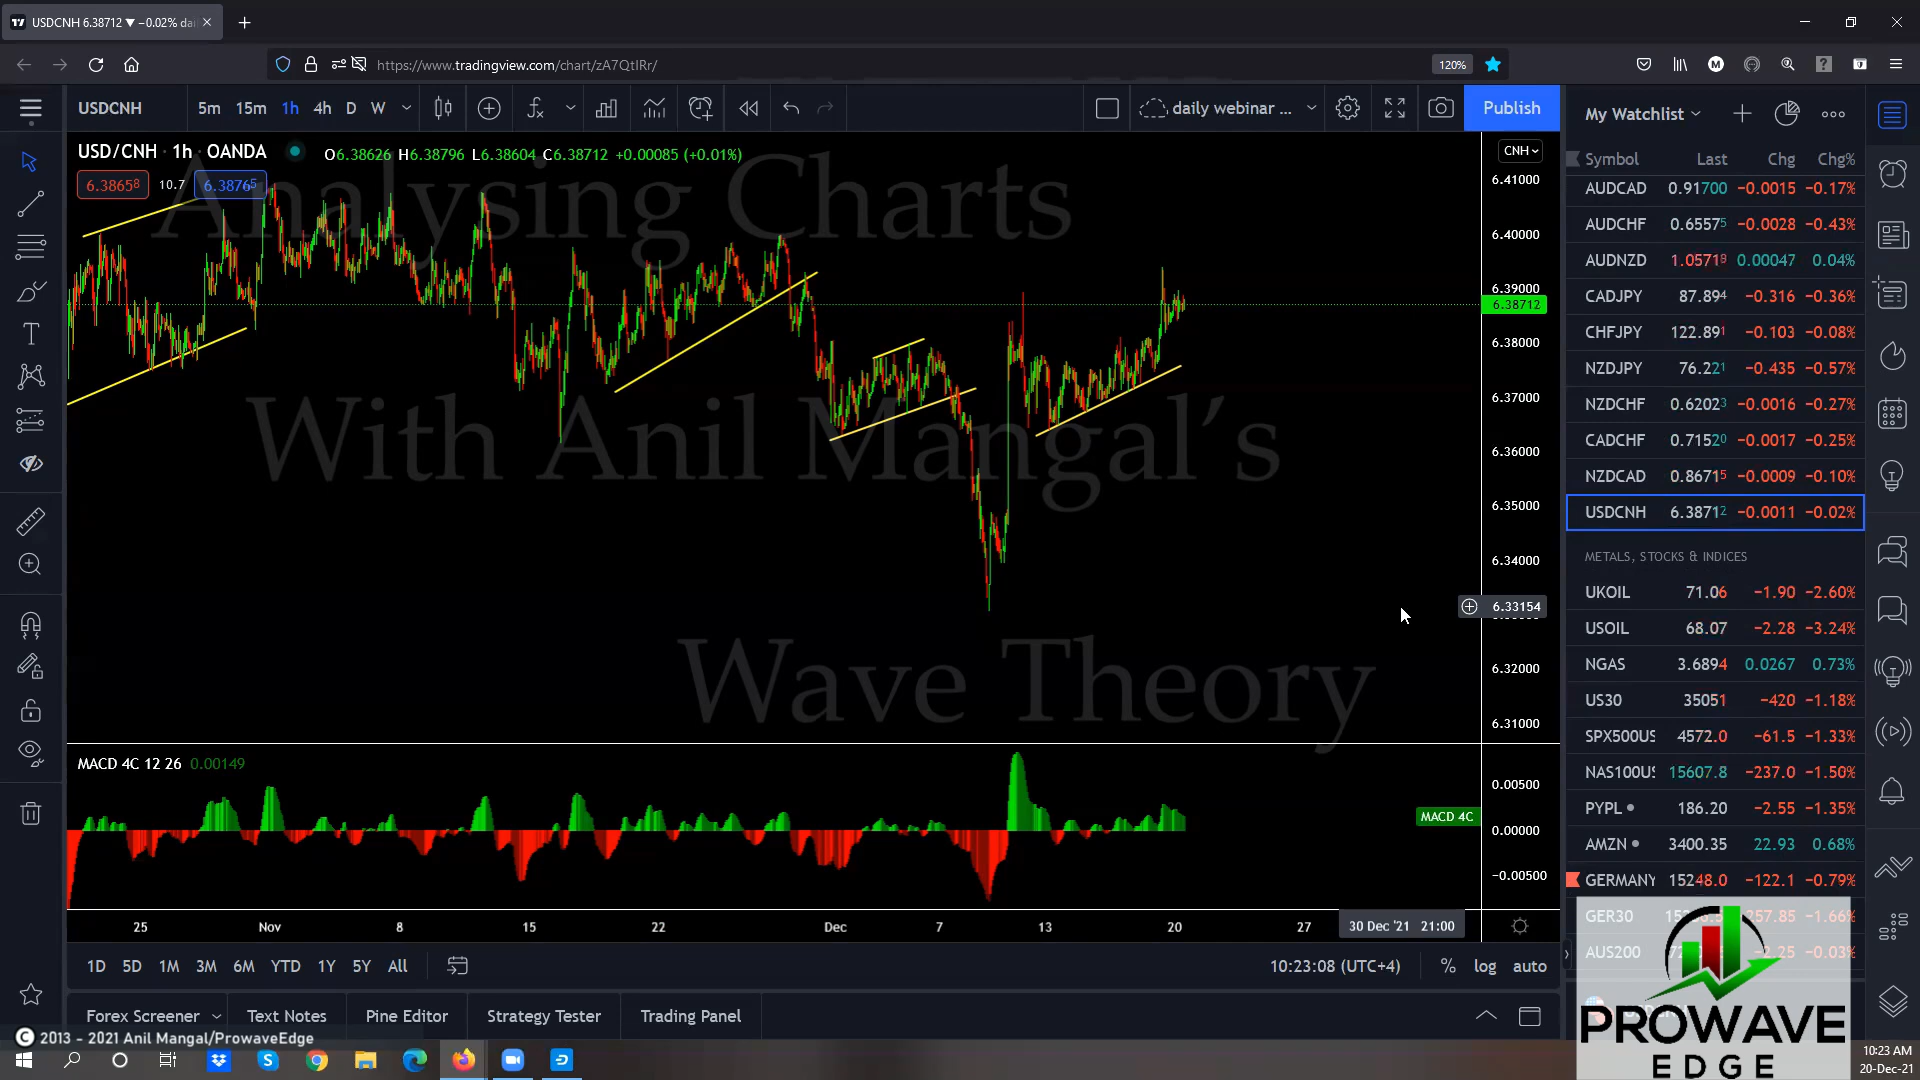 USDCNH 6.38712 ▼ −0.02% dai
https://www.tradingview.com/chart/zA7QtIRr/
120%
USDCNH 5m 15m 1h 4h D W daily webinar ... Publish
USD/CNH · 1h · OANDA O6.38626 H6.38796 L6.38604 C6.38712 +0.00085 (+0.01%)
6.38658 10.7 6.38765
CNH
Analysing Charts
With Anil Mangal's
Wave Theory
6.41000
6.40000
6.39000
6.38712
6.38000
6.37000
6.36000
6.35000
6.34000
6.33154
6.32000
6.31000
MACD 4C 12 26 0.00149
0.00500
MACD 4C
0.00000
−0.00500
25 Nov 8 15 22 Dec 7 13 20 27 30 Dec '21 21:00
1D 5D 1M 3M 6M YTD 1Y 5Y All 10:23:08 (UTC+4) % log auto
Forex Screener Text Notes Pine Editor Strategy Tester Trading Panel
My Watchlist
Symbol Last Chg Chg%
AUDCAD 0.91700 −0.0015 −0.17%
AUDCHF 0.65575 −0.0028 −0.43%
AUDNZD 1.05718 0.00047 0.04%
CADJPY 87.894 −0.316 −0.36%
CHFJPY 122.891 −0.103 −0.08%
NZDJPY 76.221 −0.435 −0.57%
NZDCHF 0.62023 −0.0016 −0.27%
CADCHF 0.71520 −0.0017 −0.25%
NZDCAD 0.86715 −0.0009 −0.10%
USDCNH 6.38712 −0.0011 −0.02%
METALS, STOCKS & INDICES
UKOIL 71.06 −1.90 −2.60%
USOIL 68.07 −2.28 −3.24%
NGAS 3.6894 0.0267 0.73%
US30 35051 −420 −1.18%
SPX500US 4572.0 −61.5 −1.33%
NAS100US 15607.8 −237.0 −1.50%
PYPL 186.20 −2.55 −1.35%
AMZN 3400.35 22.93 0.68%
GERMANY 15248.0 −122.1 −0.79%
GER30 −1.66%
AUS200 −0.03%
PROWAVE
EDGE
© 2013 - 2021 Anil Mangal/ProwaveEdge
10:23 AM
20-Dec-21